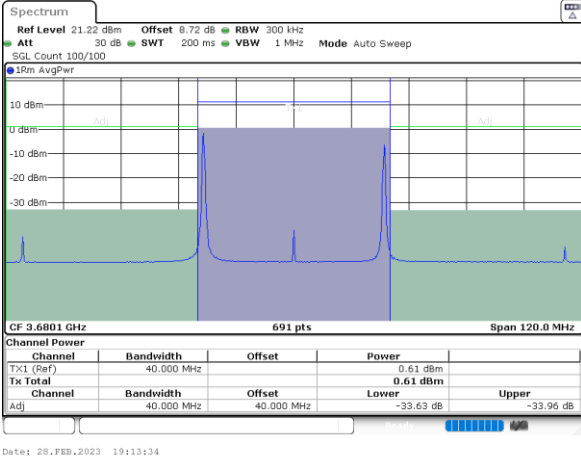 Spectrum
Ref Level 21.22 dBm Offset 8.72 dB RBW 300 kHz
Att 30 dB SWT 200 ms VBW 1 MHz Mode Auto Sweep
SGL Count 100/100
1Rm AvgPwr
10 dBm
Adj Adj
0 dBm
-10 dBm
-20 dBm
-30 dBm
CF 3.6801 GHz 691 pts Span 120.0 MHz
Channel Power
Channel Bandwidth Offset Power
TX1 (Ref) 40.000 MHz 0.61 dBm
Tx Total 0.61 dBm
Channel Bandwidth Offset Lower Upper
Adj 40.000 MHz 40.000 MHz -33.63 dB -33.96 dB
Ready
Date: 28.FEB.2023 19:13:34